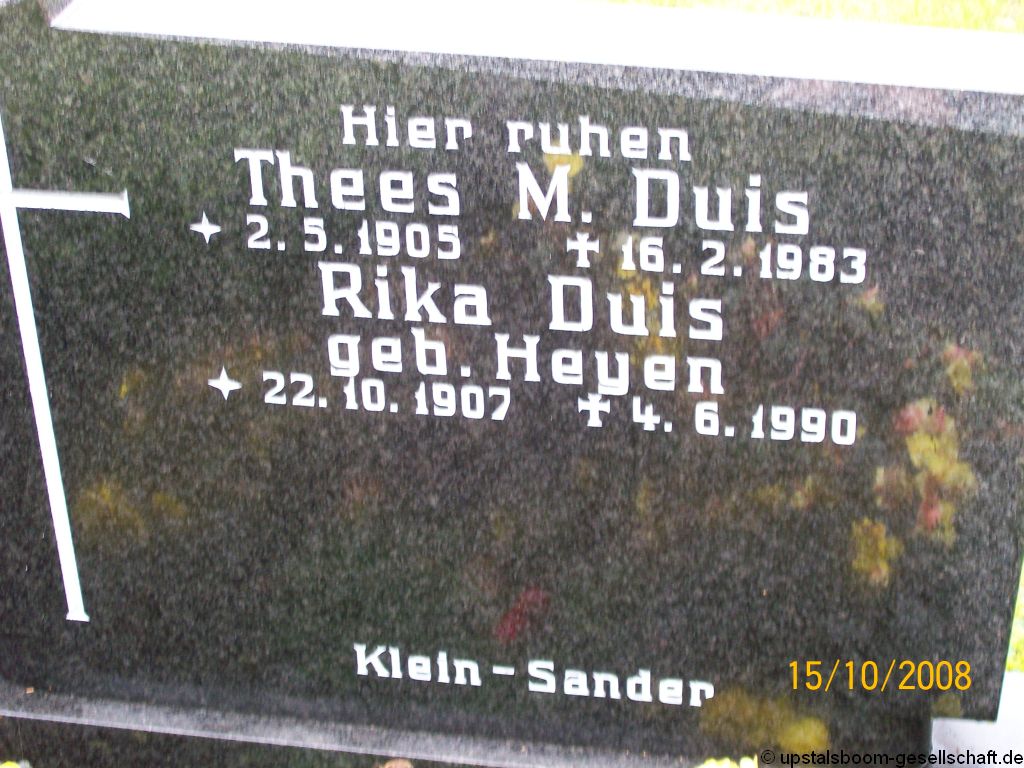 Hier ruhen
Thees M. Duis
2.5.1905 16.2.1983
Rika Duis
geb. Heyen
22.10.1907 4.6.1990
Klein-Sander
15/10/2008
© upstalsboom-gesellschaft.de